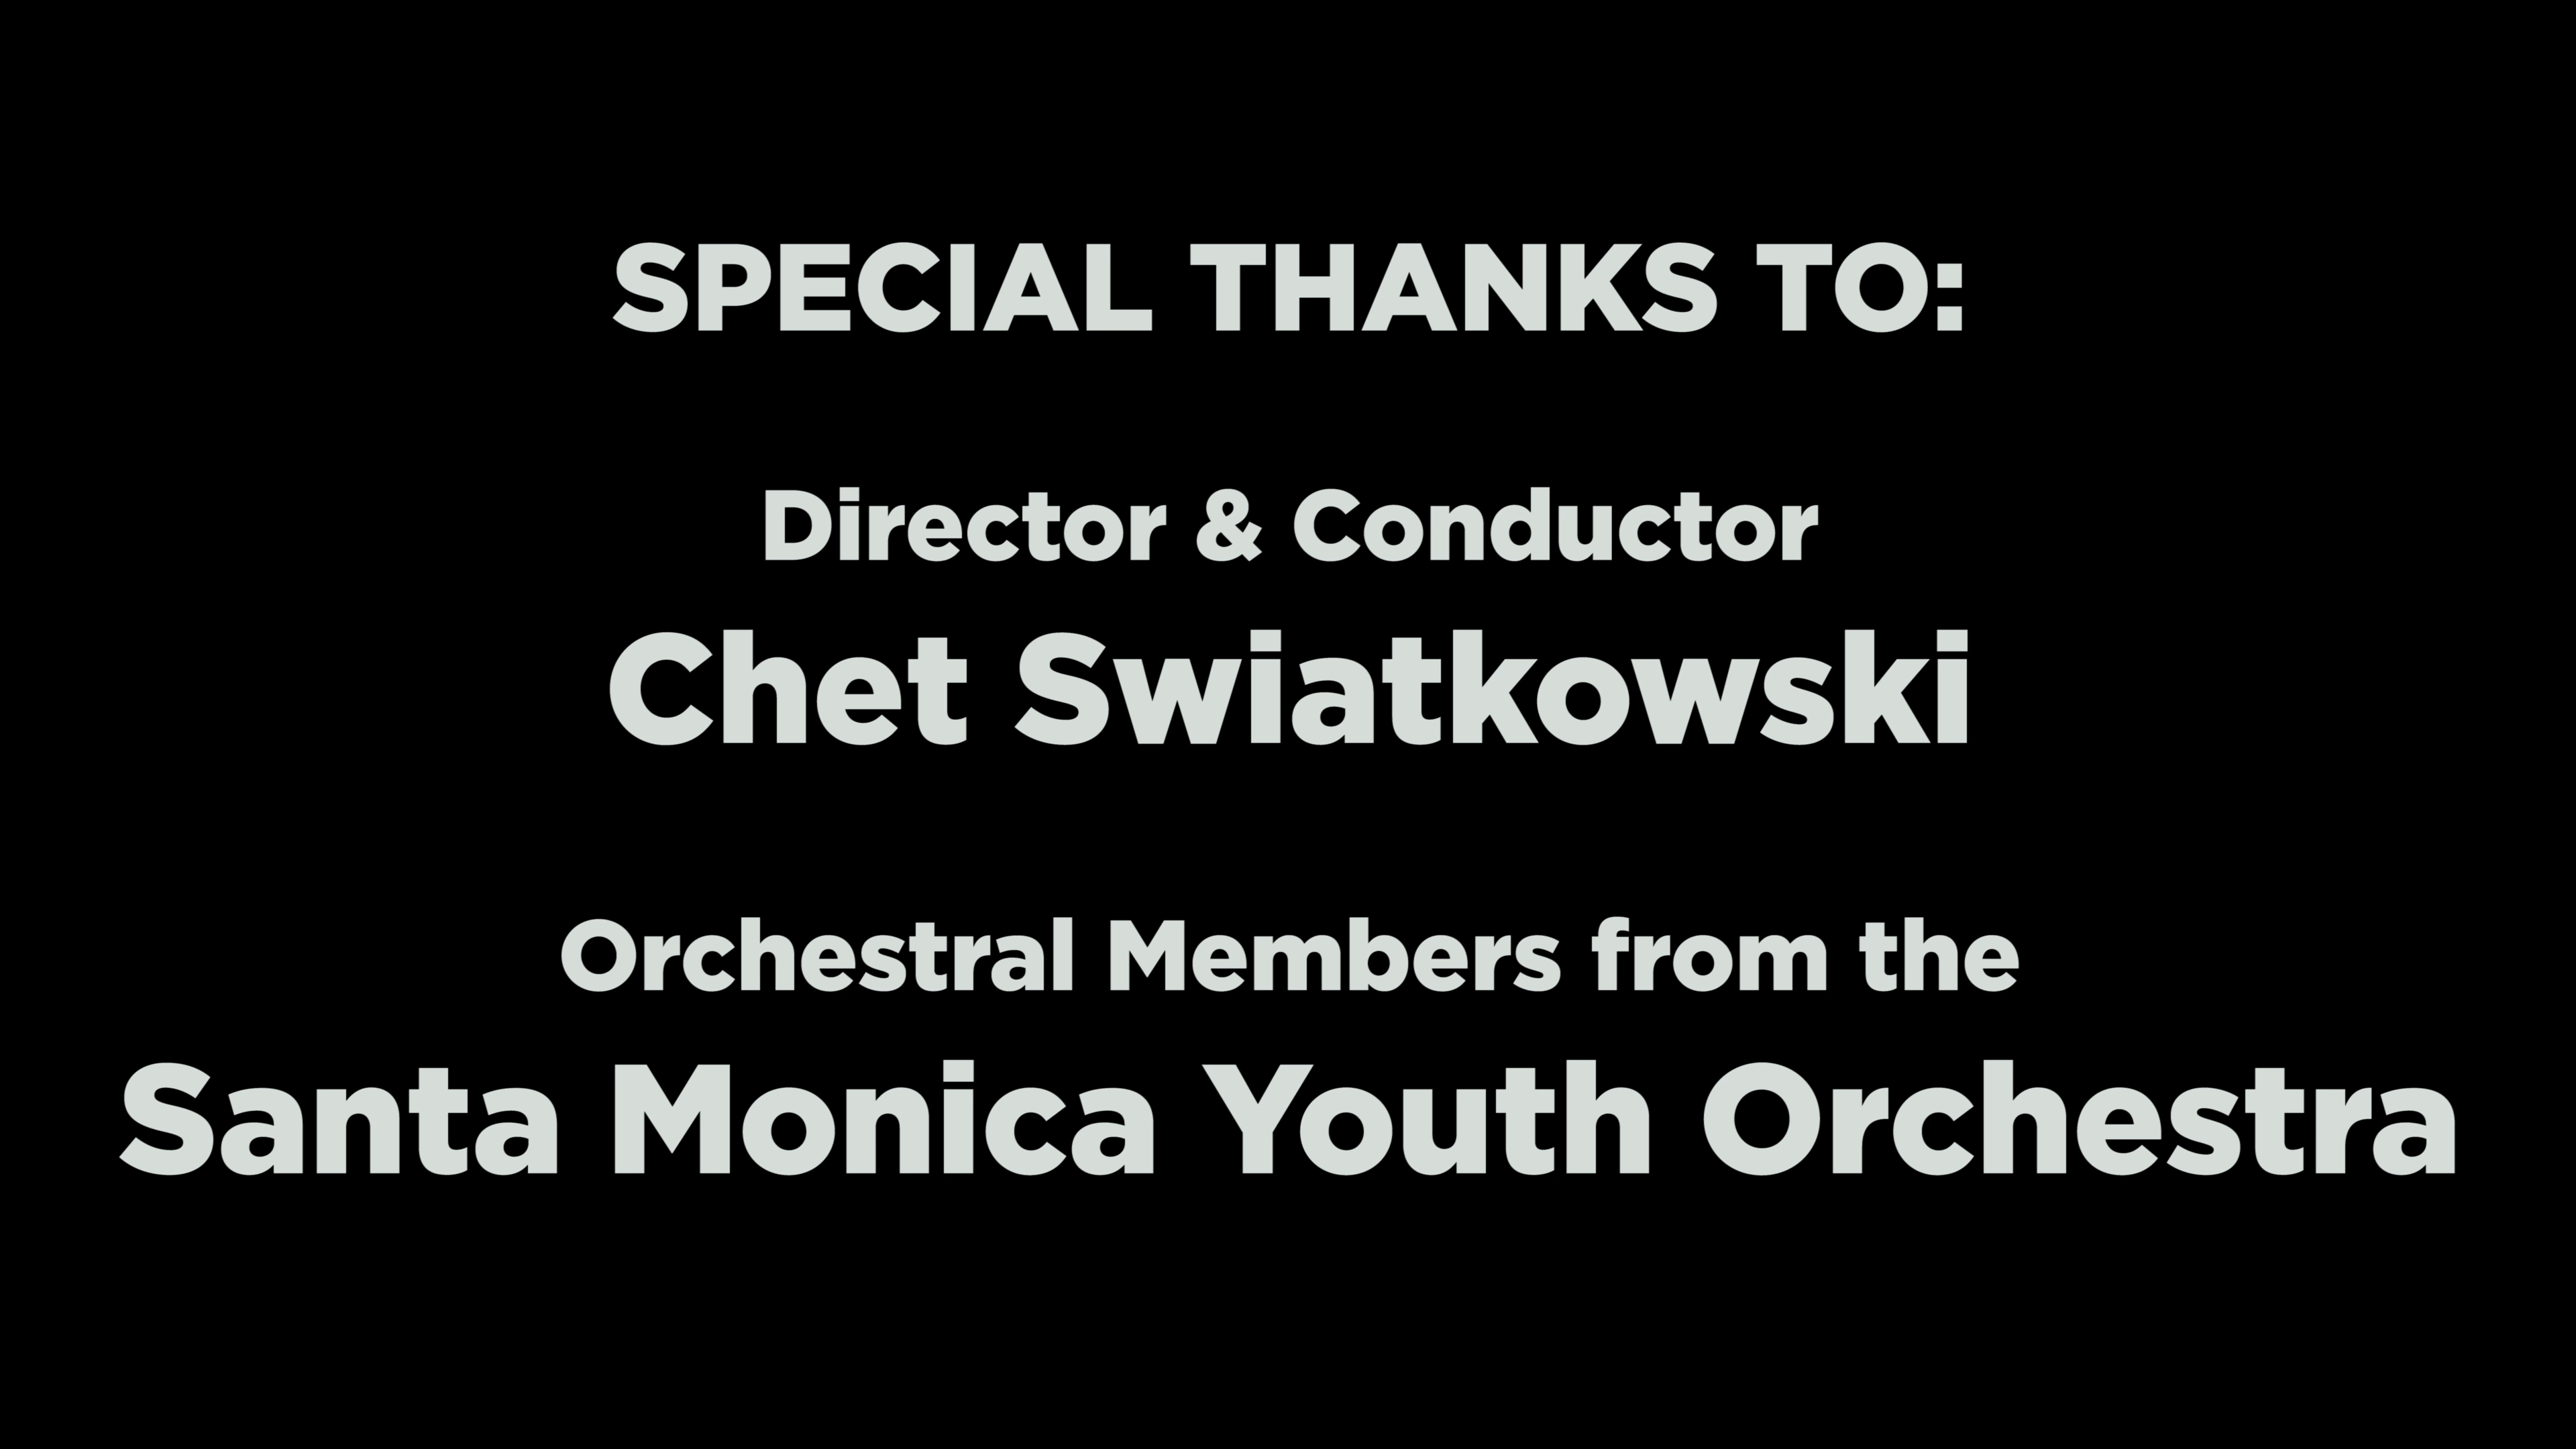 SPECIAL THANKS TO:
Director & Conductor
Chet Swiatkowski
Orchestral Members from the
Santa Monica Youth Orchestra